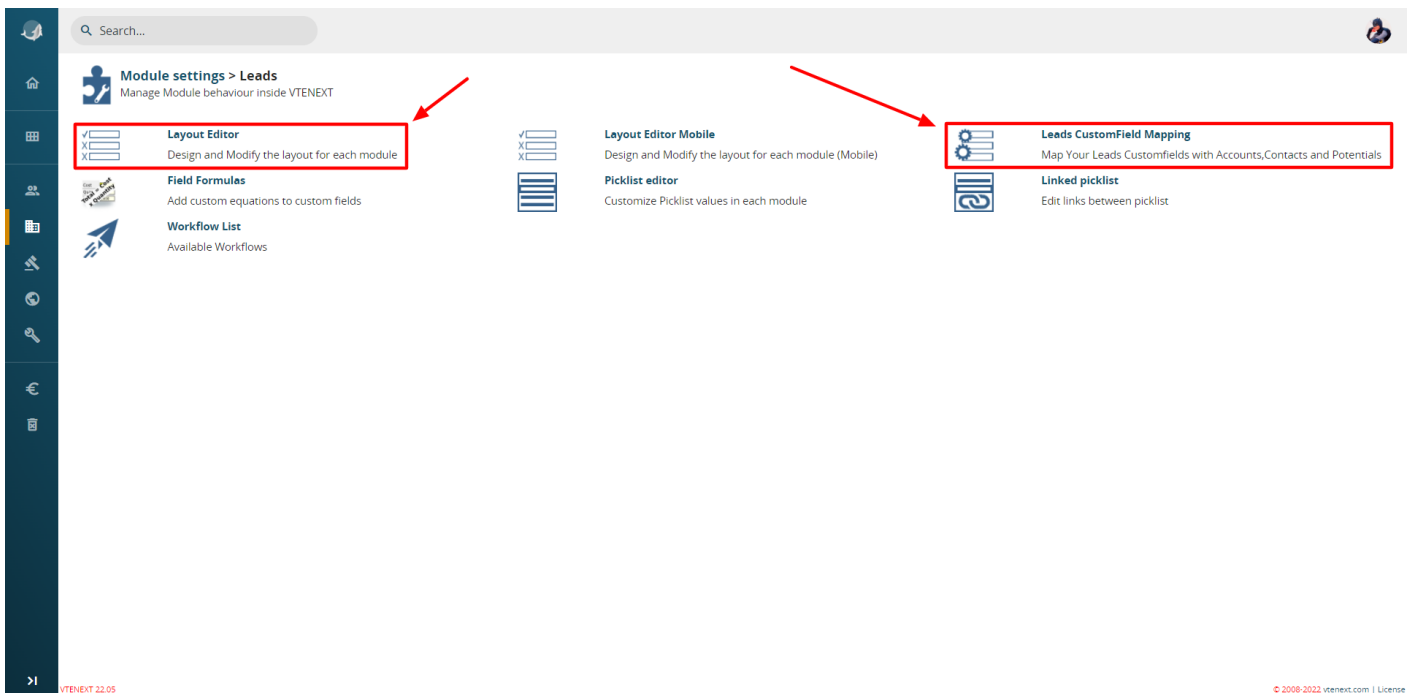 Search...
Module settings > Leads
Manage Module behaviour inside VTENEXT
Layout Editor
Design and Modify the layout for each module
Layout Editor Mobile
Design and Modify the layout for each module (Mobile)
Leads CustomField Mapping
Map Your Leads Customfields with Accounts,Contacts and Potentials
Field Formulas
Add custom equations to custom fields
Picklist editor
Customize Picklist values in each module
Linked picklist
Edit links between picklist
Workflow List
Available Workflows
VTENEXT 22.05
© 2008-2022 vtenext.com | License